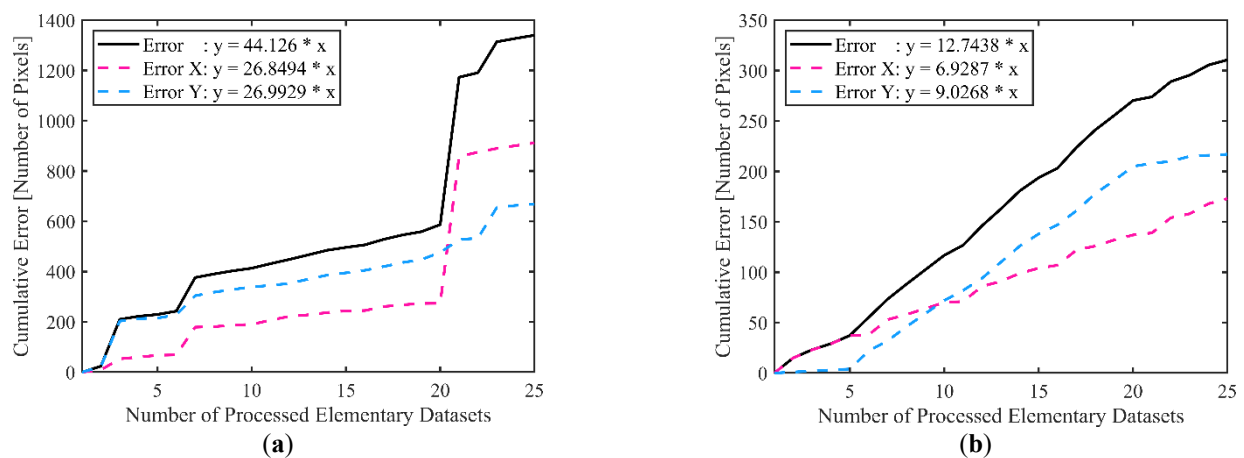 1400
1200
1000
800
600
400
200
0
5
10
15
20
25
Cumulative Error [Number of Pixels]
Number of Processed Elementary Datasets
Error : y = 44.126 * x
Error X: y = 26.8494 * x
Error Y: y = 26.9929 * x
(a)
350
300
250
200
150
100
50
0
5
10
15
20
25
Cumulative Error [Number of Pixels]
Number of Processed Elementary Datasets
Error : y = 12.7438 * x
Error X: y = 6.9287 * x
Error Y: y = 9.0268 * x
(b)